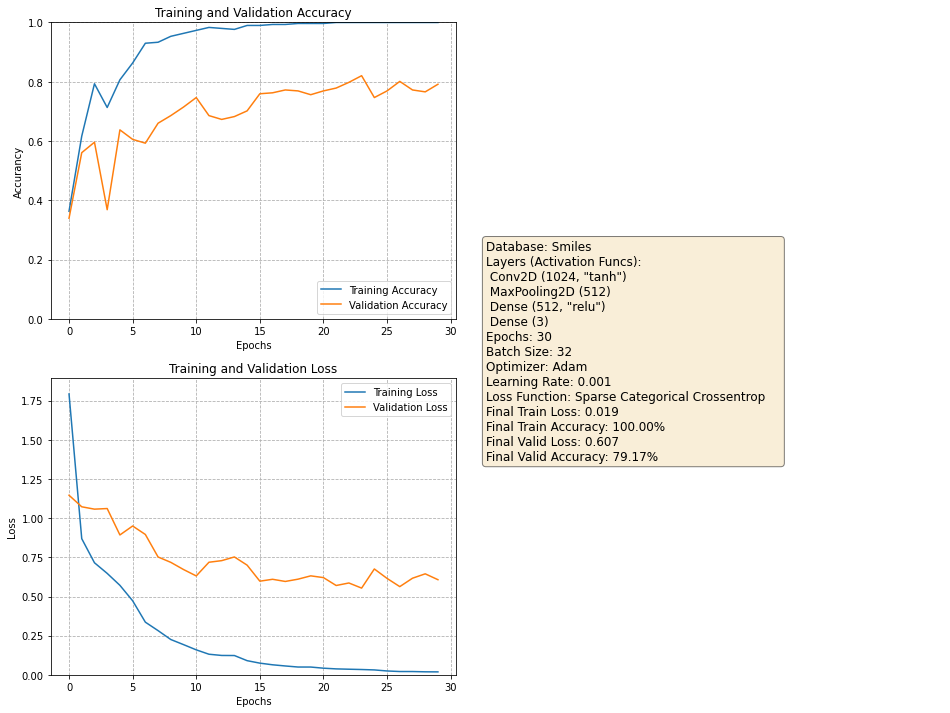 Training and Validation Accuracy
1.0
0.8
0.6
0.4
0.2
0.0
Accurancy
Training Accuracy
Validation Accuracy
0 5 10 15 20 25 30
Epochs
Training and Validation Loss
1.75
1.50
1.25
1.00
0.75
0.50
0.25
0.00
Loss
Training Loss
Validation Loss
0 5 10 15 20 25 30
Epochs
Database: Smiles
Layers (Activation Funcs):
Conv2D (1024, "tanh")
MaxPooling2D (512)
Dense (512, "relu")
Dense (3)
Epochs: 30
Batch Size: 32
Optimizer: Adam
Learning Rate: 0.001
Loss Function: Sparse Categorical Crossentrop
Final Train Loss: 0.019
Final Train Accuracy: 100.00%
Final Valid Loss: 0.607
Final Valid Accuracy: 79.17%